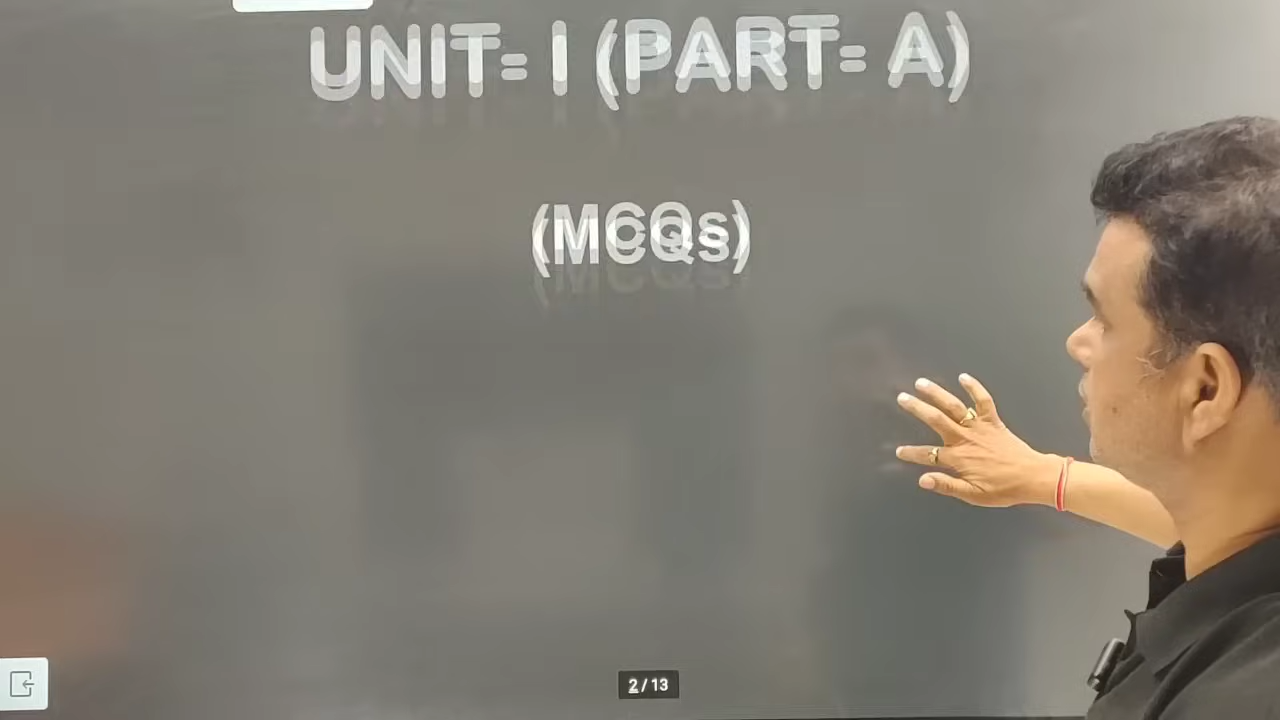 UNIT= I (PART= A)
(MCQs)
2/13